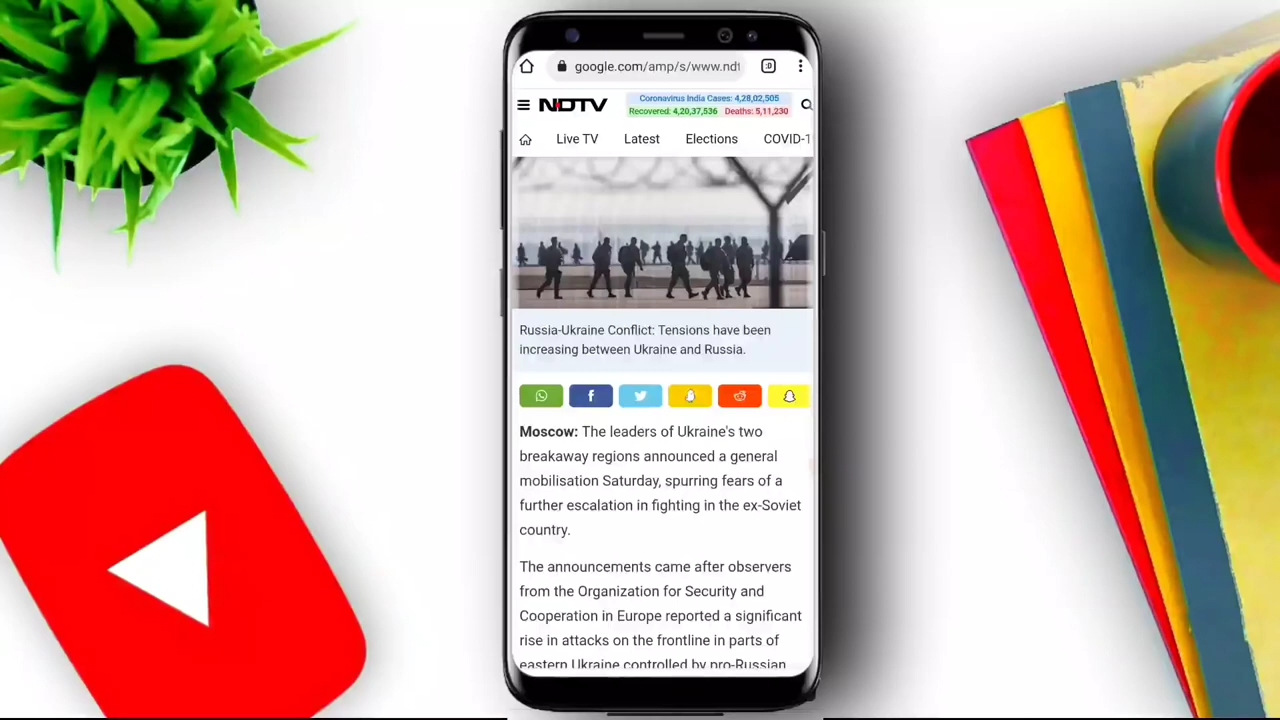 google.com/amp/s/www.ndt
:D
NDTV
Coronavirus India Cases: 4,28,02,505
Recovered: 4,20,37,536 Deaths: 5,11,230
Live TV Latest Elections COVID-1
Russia-Ukraine Conflict: Tensions have been
increasing between Ukraine and Russia.
Moscow: The leaders of Ukraine's two
breakaway regions announced a general
mobilisation Saturday, spurring fears of a
further escalation in fighting in the ex-Soviet
country.
The announcements came after observers
from the Organization for Security and
Cooperation in Europe reported a significant
rise in attacks on the frontline in parts of
eastern Ukraine controlled by pro-Russian